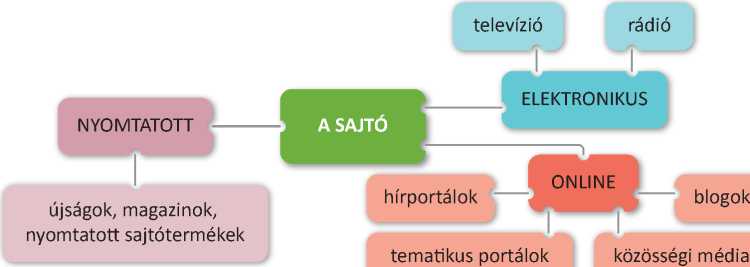 televízió
rádió
ELEKTRONIKUS
NYOMTATOTT
A SAJTÓ
újságok, magazinok,
nyomtatott sajtótermékek
ONLINE
hírportálok
blogok
tematikus portálok
közösségi média